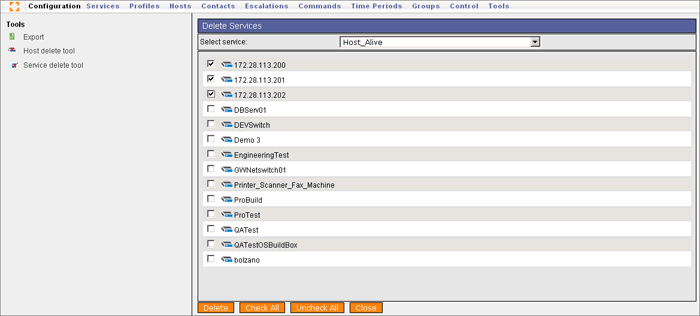 Configuration Services Profiles Hosts Contacts Escalations Commands Time Periods Groups Control Tools
Tools
Export
Host delete tool
Service delete tool
Delete Services
Select service: Host_Alive
172.28.113.200
172.28.113.201
172.28.113.202
DBServ01
DEVSwitch
Demo 3
EngineeringTest
GWNetswitch01
Printer_Scanner_Fax_Machine
ProBuild
ProTest
QATest
QATestOSBuildBox
bolzano
Delete Check All Uncheck All Close